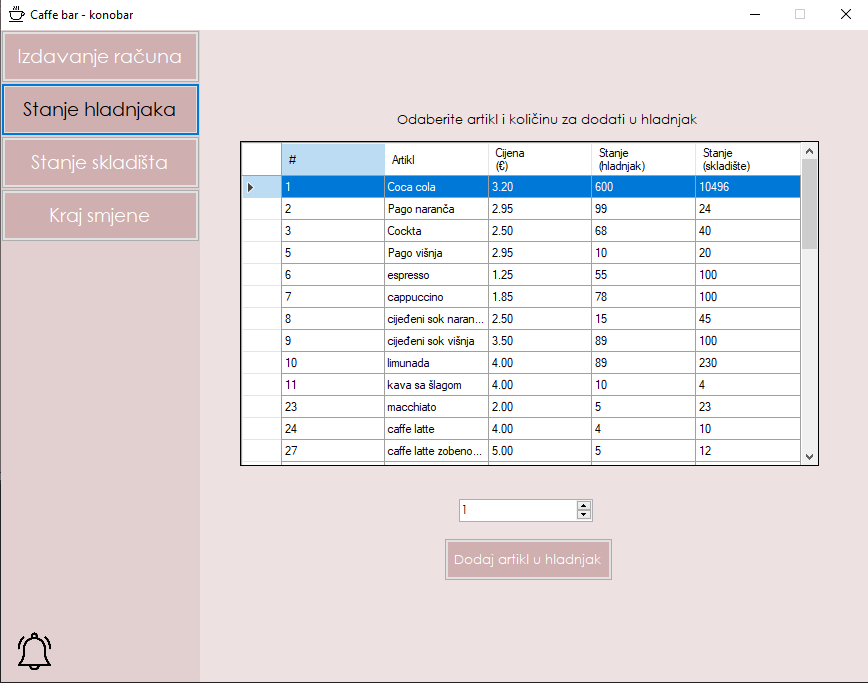 Caffe bar - konobar
Izdavanje računa
Stanje hladnjaka
Stanje skladišta
Kraj smjene
Odaberite artikl i količinu za dodati u hladnjak
# Artikl Cijena (€) Stanje (hladnjak) Stanje (skladište)
1 Coca cola 3.20 600 10496
2 Pago naranča 2.95 99 24
3 Cockta 2.50 68 40
5 Pago višnja 2.95 10 20
6 espresso 1.25 55 100
7 cappuccino 1.85 78 100
8 cijeđeni sok naran... 2.50 15 45
9 cijeđeni sok višnja 3.50 89 100
10 limunada 4.00 89 230
11 kava sa šlagom 4.00 10 4
23 macchiato 2.00 5 23
24 caffe latte 4.00 4 10
27 caffe latte zobeno... 5.00 5 12
1
Dodaj artikl u hladnjak